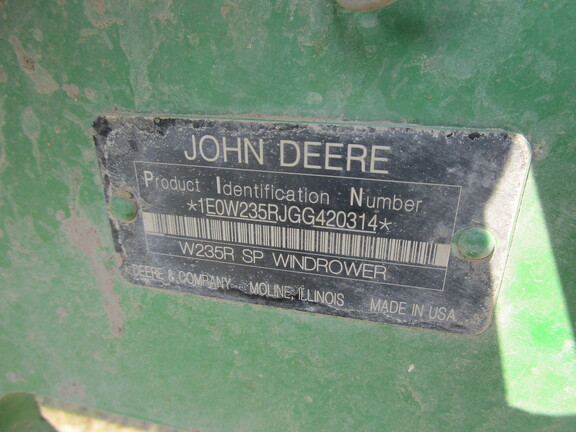 JOHN DEERE
Product Identification Number
*1E0W235RJGG420314*
W235R SP WINDROWER
DEERE & COMPANY MOLINE, ILLINOIS MADE IN USA